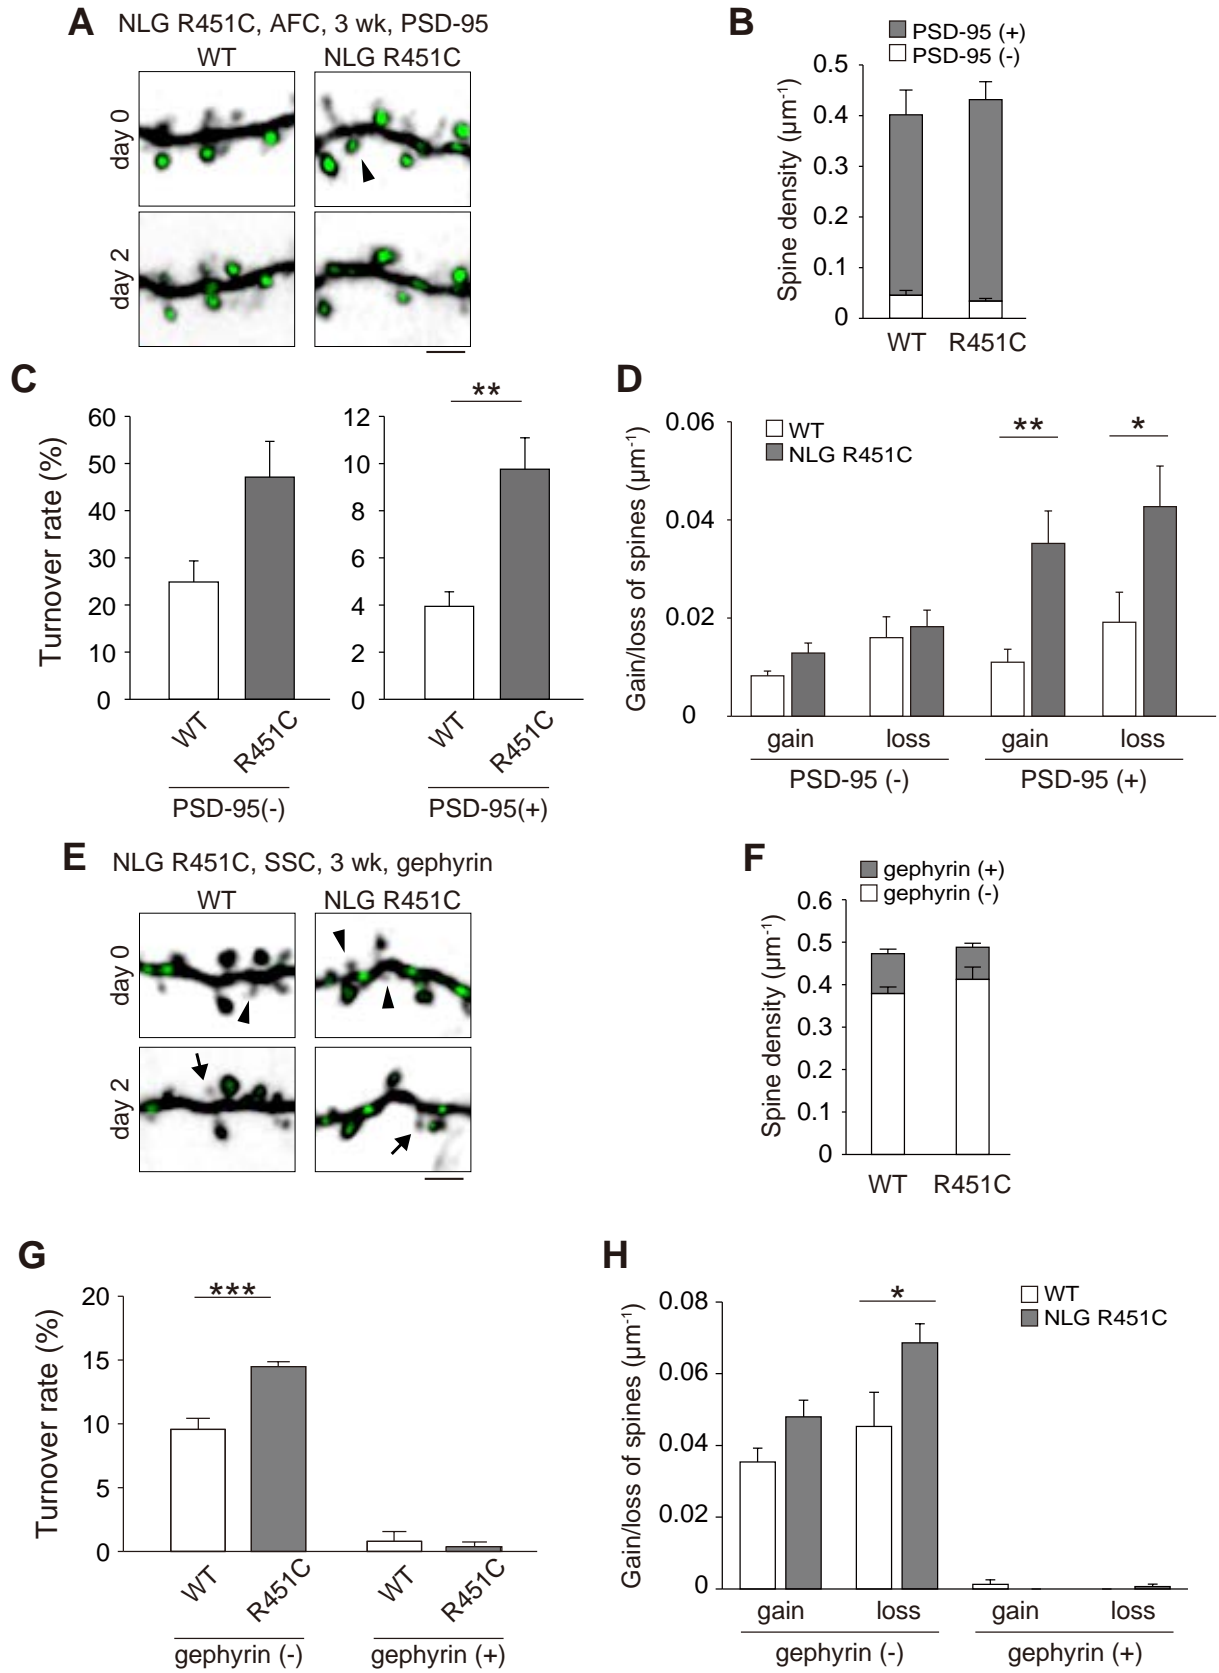 A
NLG R451C, AFC, 3 wk, PSD-95
WT
NLG R451C
day 0
day 2
B
PSD-95 (+)
PSD-95 (-)
Spine density (µm-1)
0.5
0.4
0.3
0.2
0.1
0
WT
R451C
C
Turnover rate (%)
60
50
40
30
20
10
0
WT
R451C
PSD-95(-)
**
12
10
8
6
4
2
0
WT
R451C
PSD-95(+)
D
WT
NLG R451C
Gain/loss of spines (µm-1)
0.06
0.04
0.02
0
**
*
gain
loss
gain
loss
PSD-95 (-)
PSD-95 (+)
E
NLG R451C, SSC, 3 wk, gephyrin
WT
NLG R451C
day 0
day 2
F
gephyrin (+)
gephyrin (-)
Spine density (µm-1)
0.6
0.5
0.4
0.3
0.2
0.1
0
WT
R451C
G
Turnover rate (%)
20
15
10
5
0
***
WT
R451C
WT
R451C
gephyrin (-)
gephyrin (+)
H
WT
NLG R451C
Gain/loss of spines (µm-1)
0.08
0.06
0.04
0.02
0
*
gain
loss
gain
loss
gephyrin (-)
gephyrin (+)